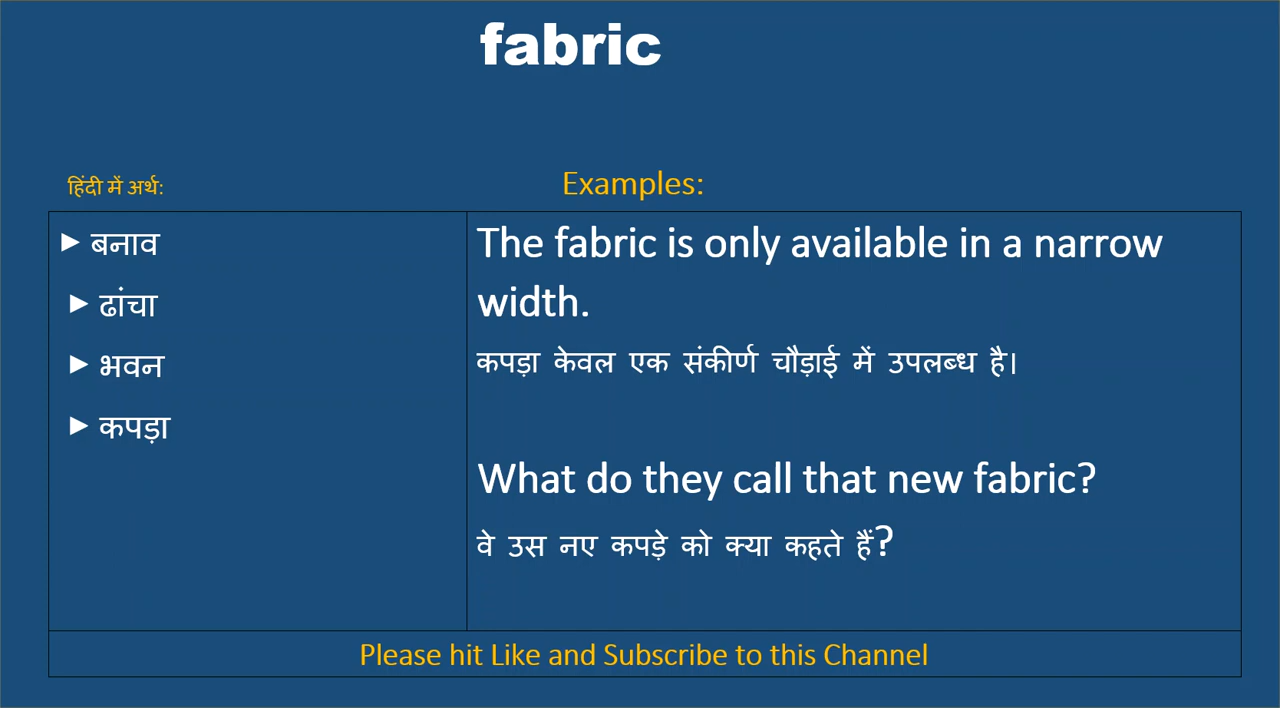 fabric
हिंदी में अर्थ:
Examples:
► बनाव
► ढांचा
► भवन
► कपड़ा
The fabric is only available in a narrow
width.
कपड़ा केवल एक संकीर्ण चौड़ाई में उपलब्ध है।
What do they call that new fabric?
वे उस नए कपड़े को क्या कहते हैं?
Please hit Like and Subscribe to this Channel